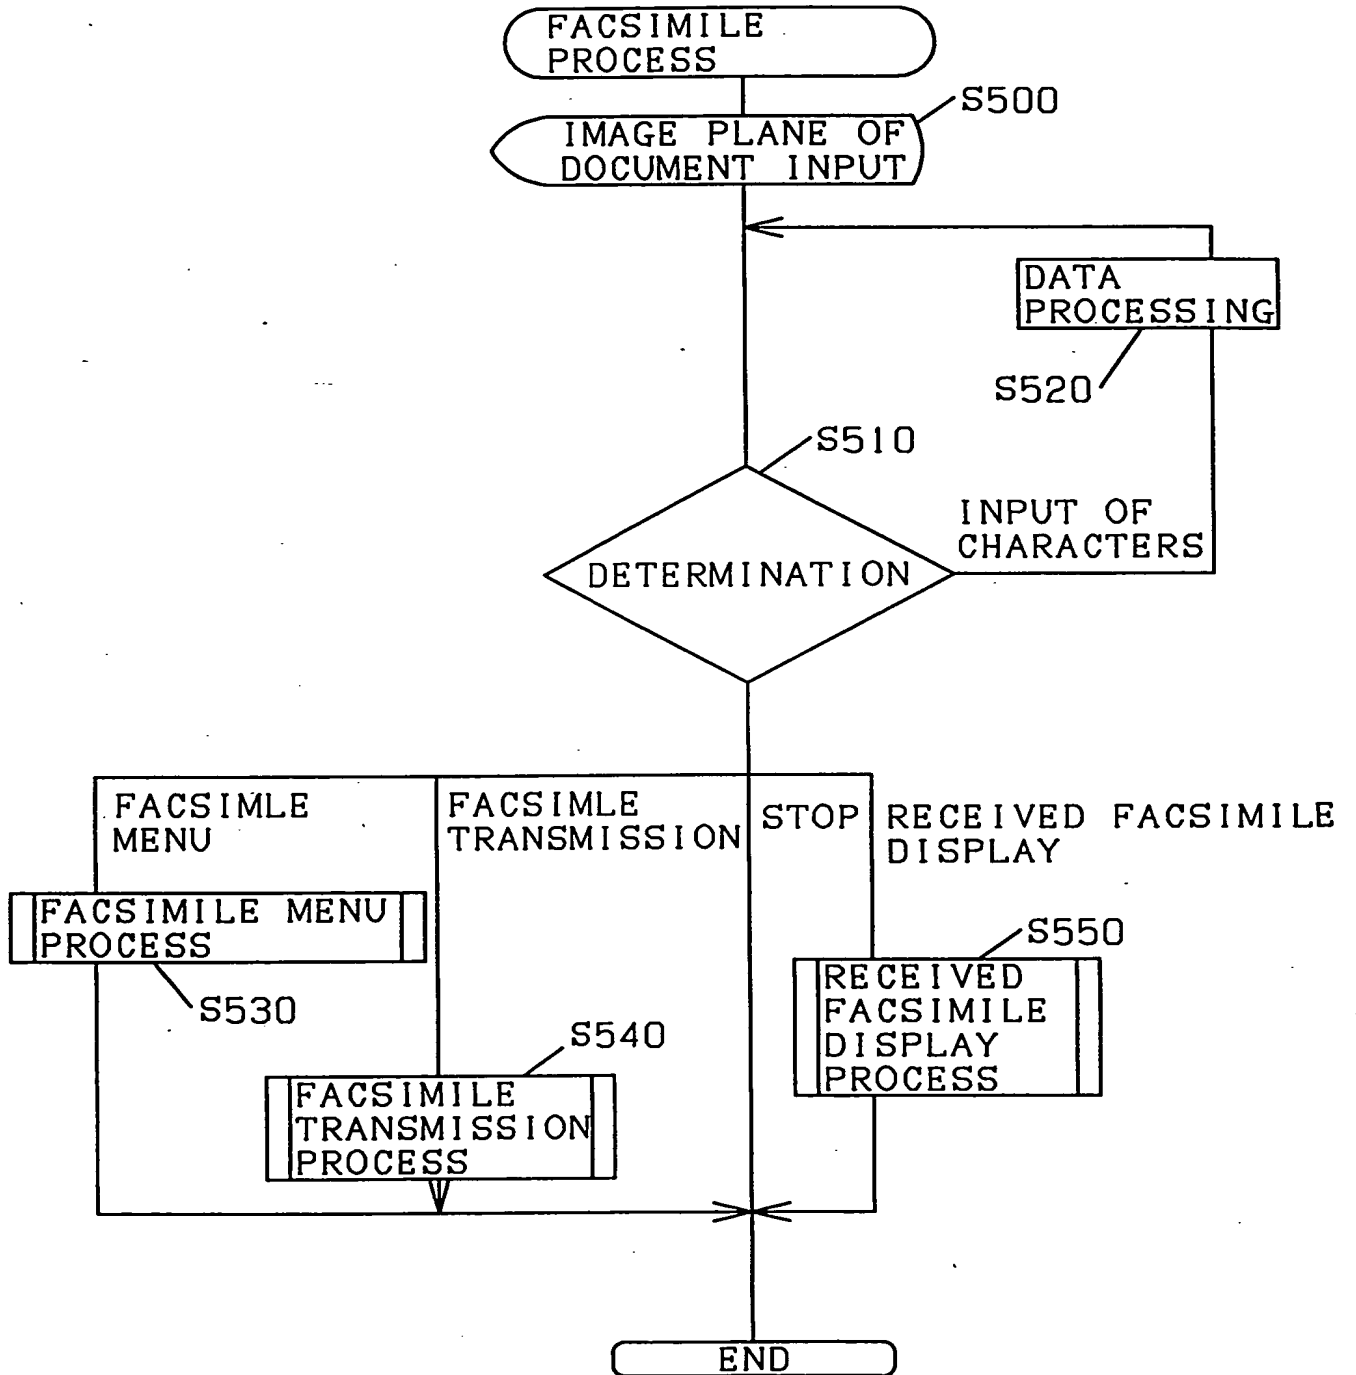 FACSIMILE
PROCESS
S500
IMAGE PLANE OF
DOCUMENT INPUT
DATA
PROCESSING
S520
S510
INPUT OF
CHARACTERS
DETERMINATION
FACSIMLE
MENU
FACSIMLE
TRANSMISSION
STOP
RECEIVED FACSIMILE
DISPLAY
FACSIMILE MENU
PROCESS
S530
S550
RECEIVED
FACSIMILE
DISPLAY
PROCESS
S540
FACSIMILE
TRANSMISSION
PROCESS
END